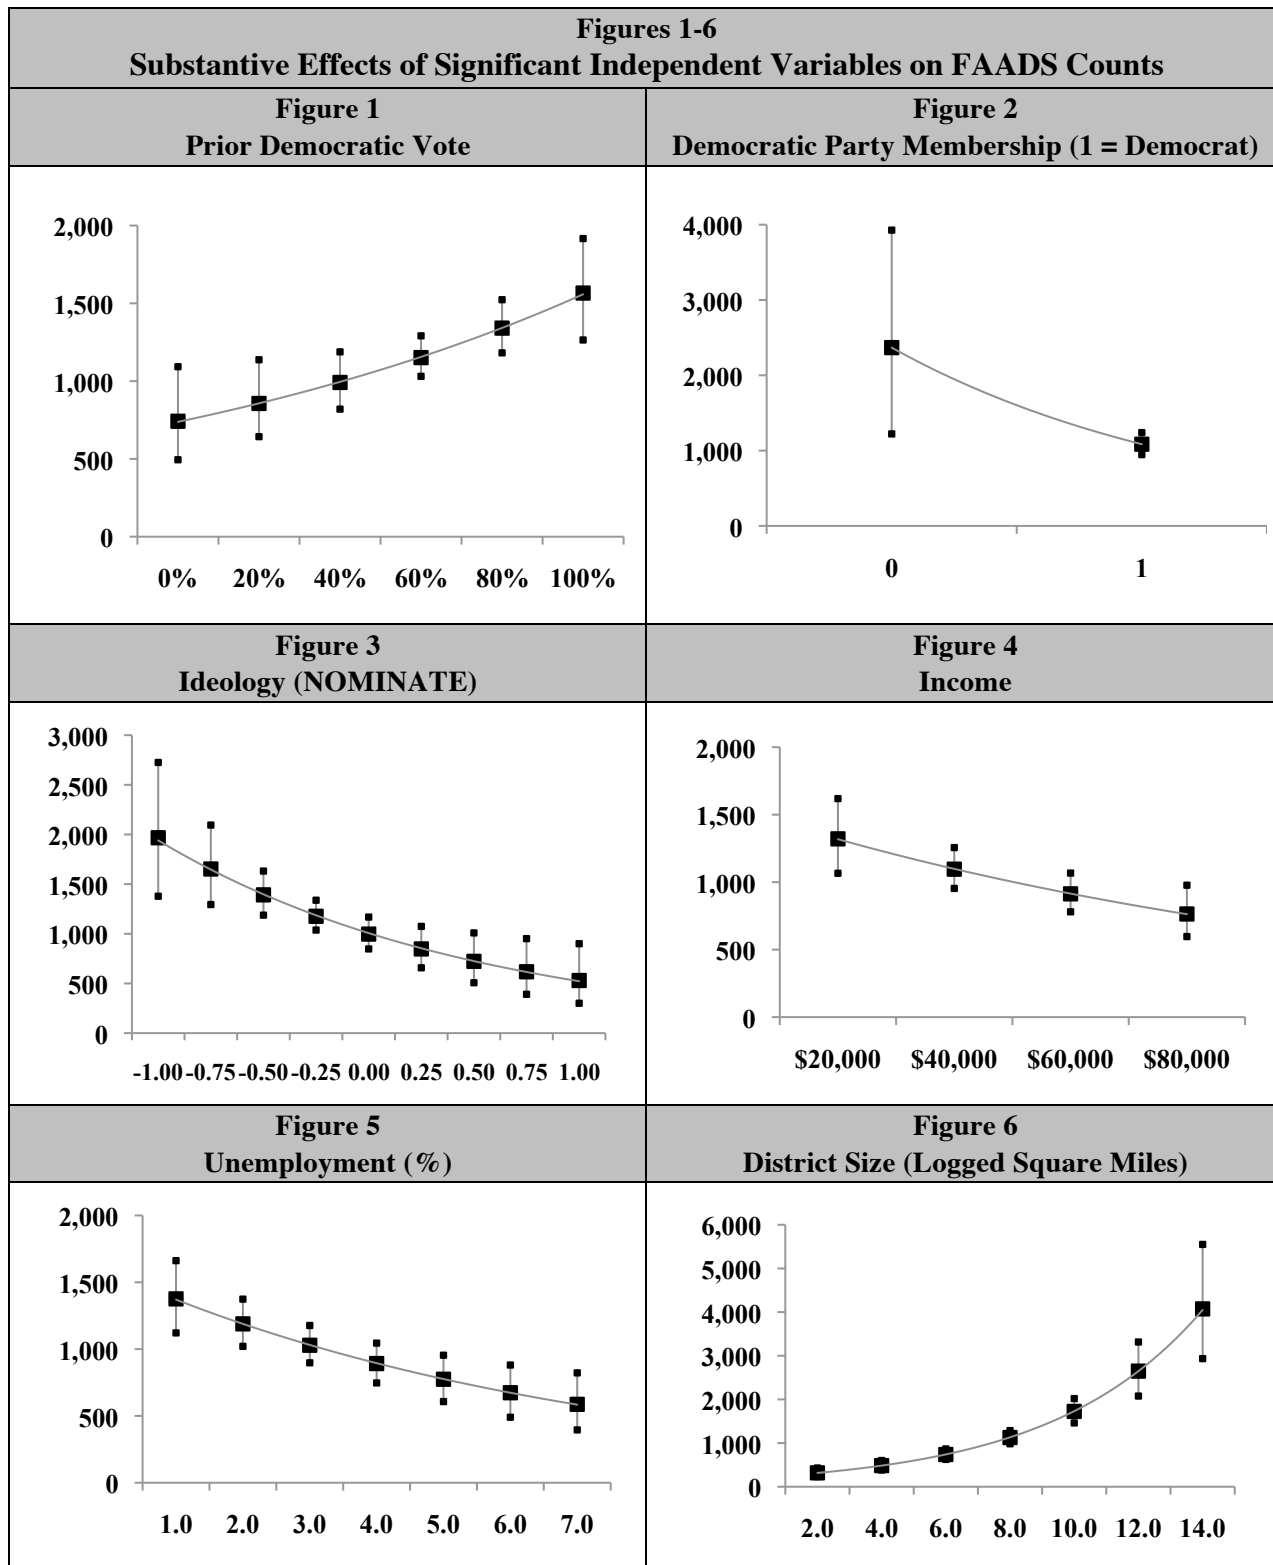 Figures 1-6
Substantive Effects of Significant Independent Variables on FAADS Counts
Figure 1
Prior Democratic Vote
2,000
1,500
1,000
500
0
0% 20% 40% 60% 80% 100%
Figure 2
Democratic Party Membership (1 = Democrat)
4,000
3,000
2,000
1,000
0
0 1
Figure 3
Ideology (NOMINATE)
3,000
2,500
2,000
1,500
1,000
500
0
-1.00 -0.75 -0.50 -0.25 0.00 0.25 0.50 0.75 1.00
Figure 4
Income
2,000
1,500
1,000
500
0
$20,000 $40,000 $60,000 $80,000
Figure 5
Unemployment (%)
2,000
1,500
1,000
500
0
1.0 2.0 3.0 4.0 5.0 6.0 7.0
Figure 6
District Size (Logged Square Miles)
6,000
5,000
4,000
3,000
2,000
1,000
0
2.0 4.0 6.0 8.0 10.0 12.0 14.0